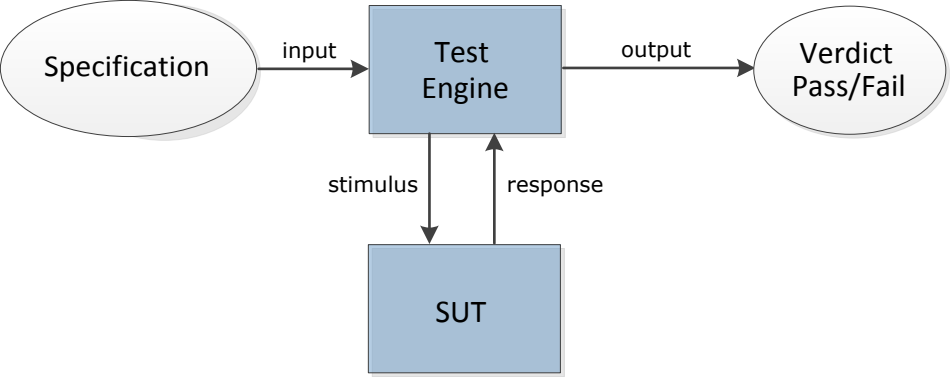 Specification
input
Test
Engine
output
Verdict
Pass/Fail
stimulus
response
SUT